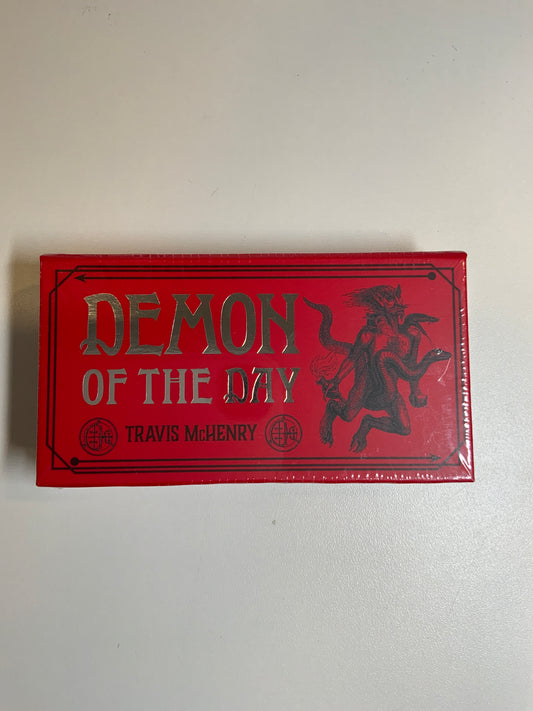 DEMON
OF THE DAY
TRAVIS McHENRY